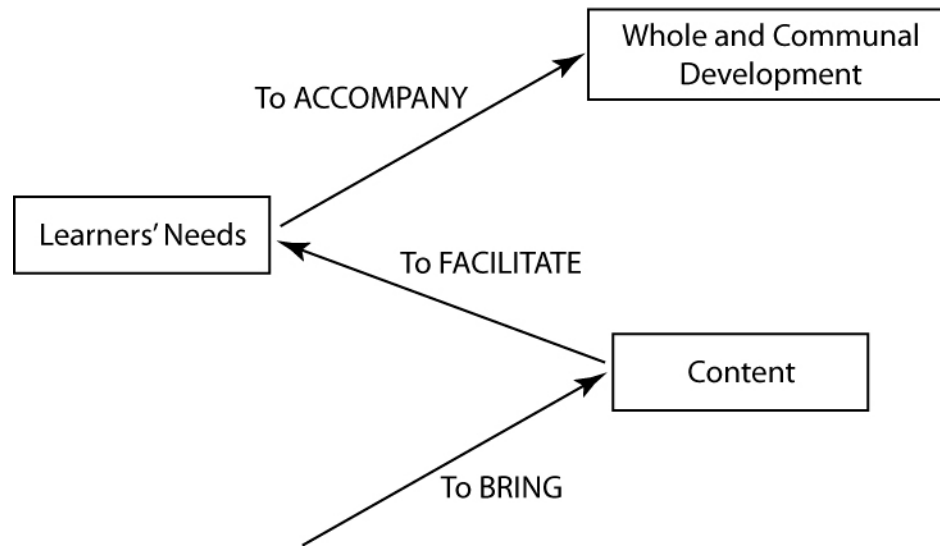 Whole and Communal
Development
To ACCOMPANY
Learners’ Needs
To FACILITATE
Content
To BRING